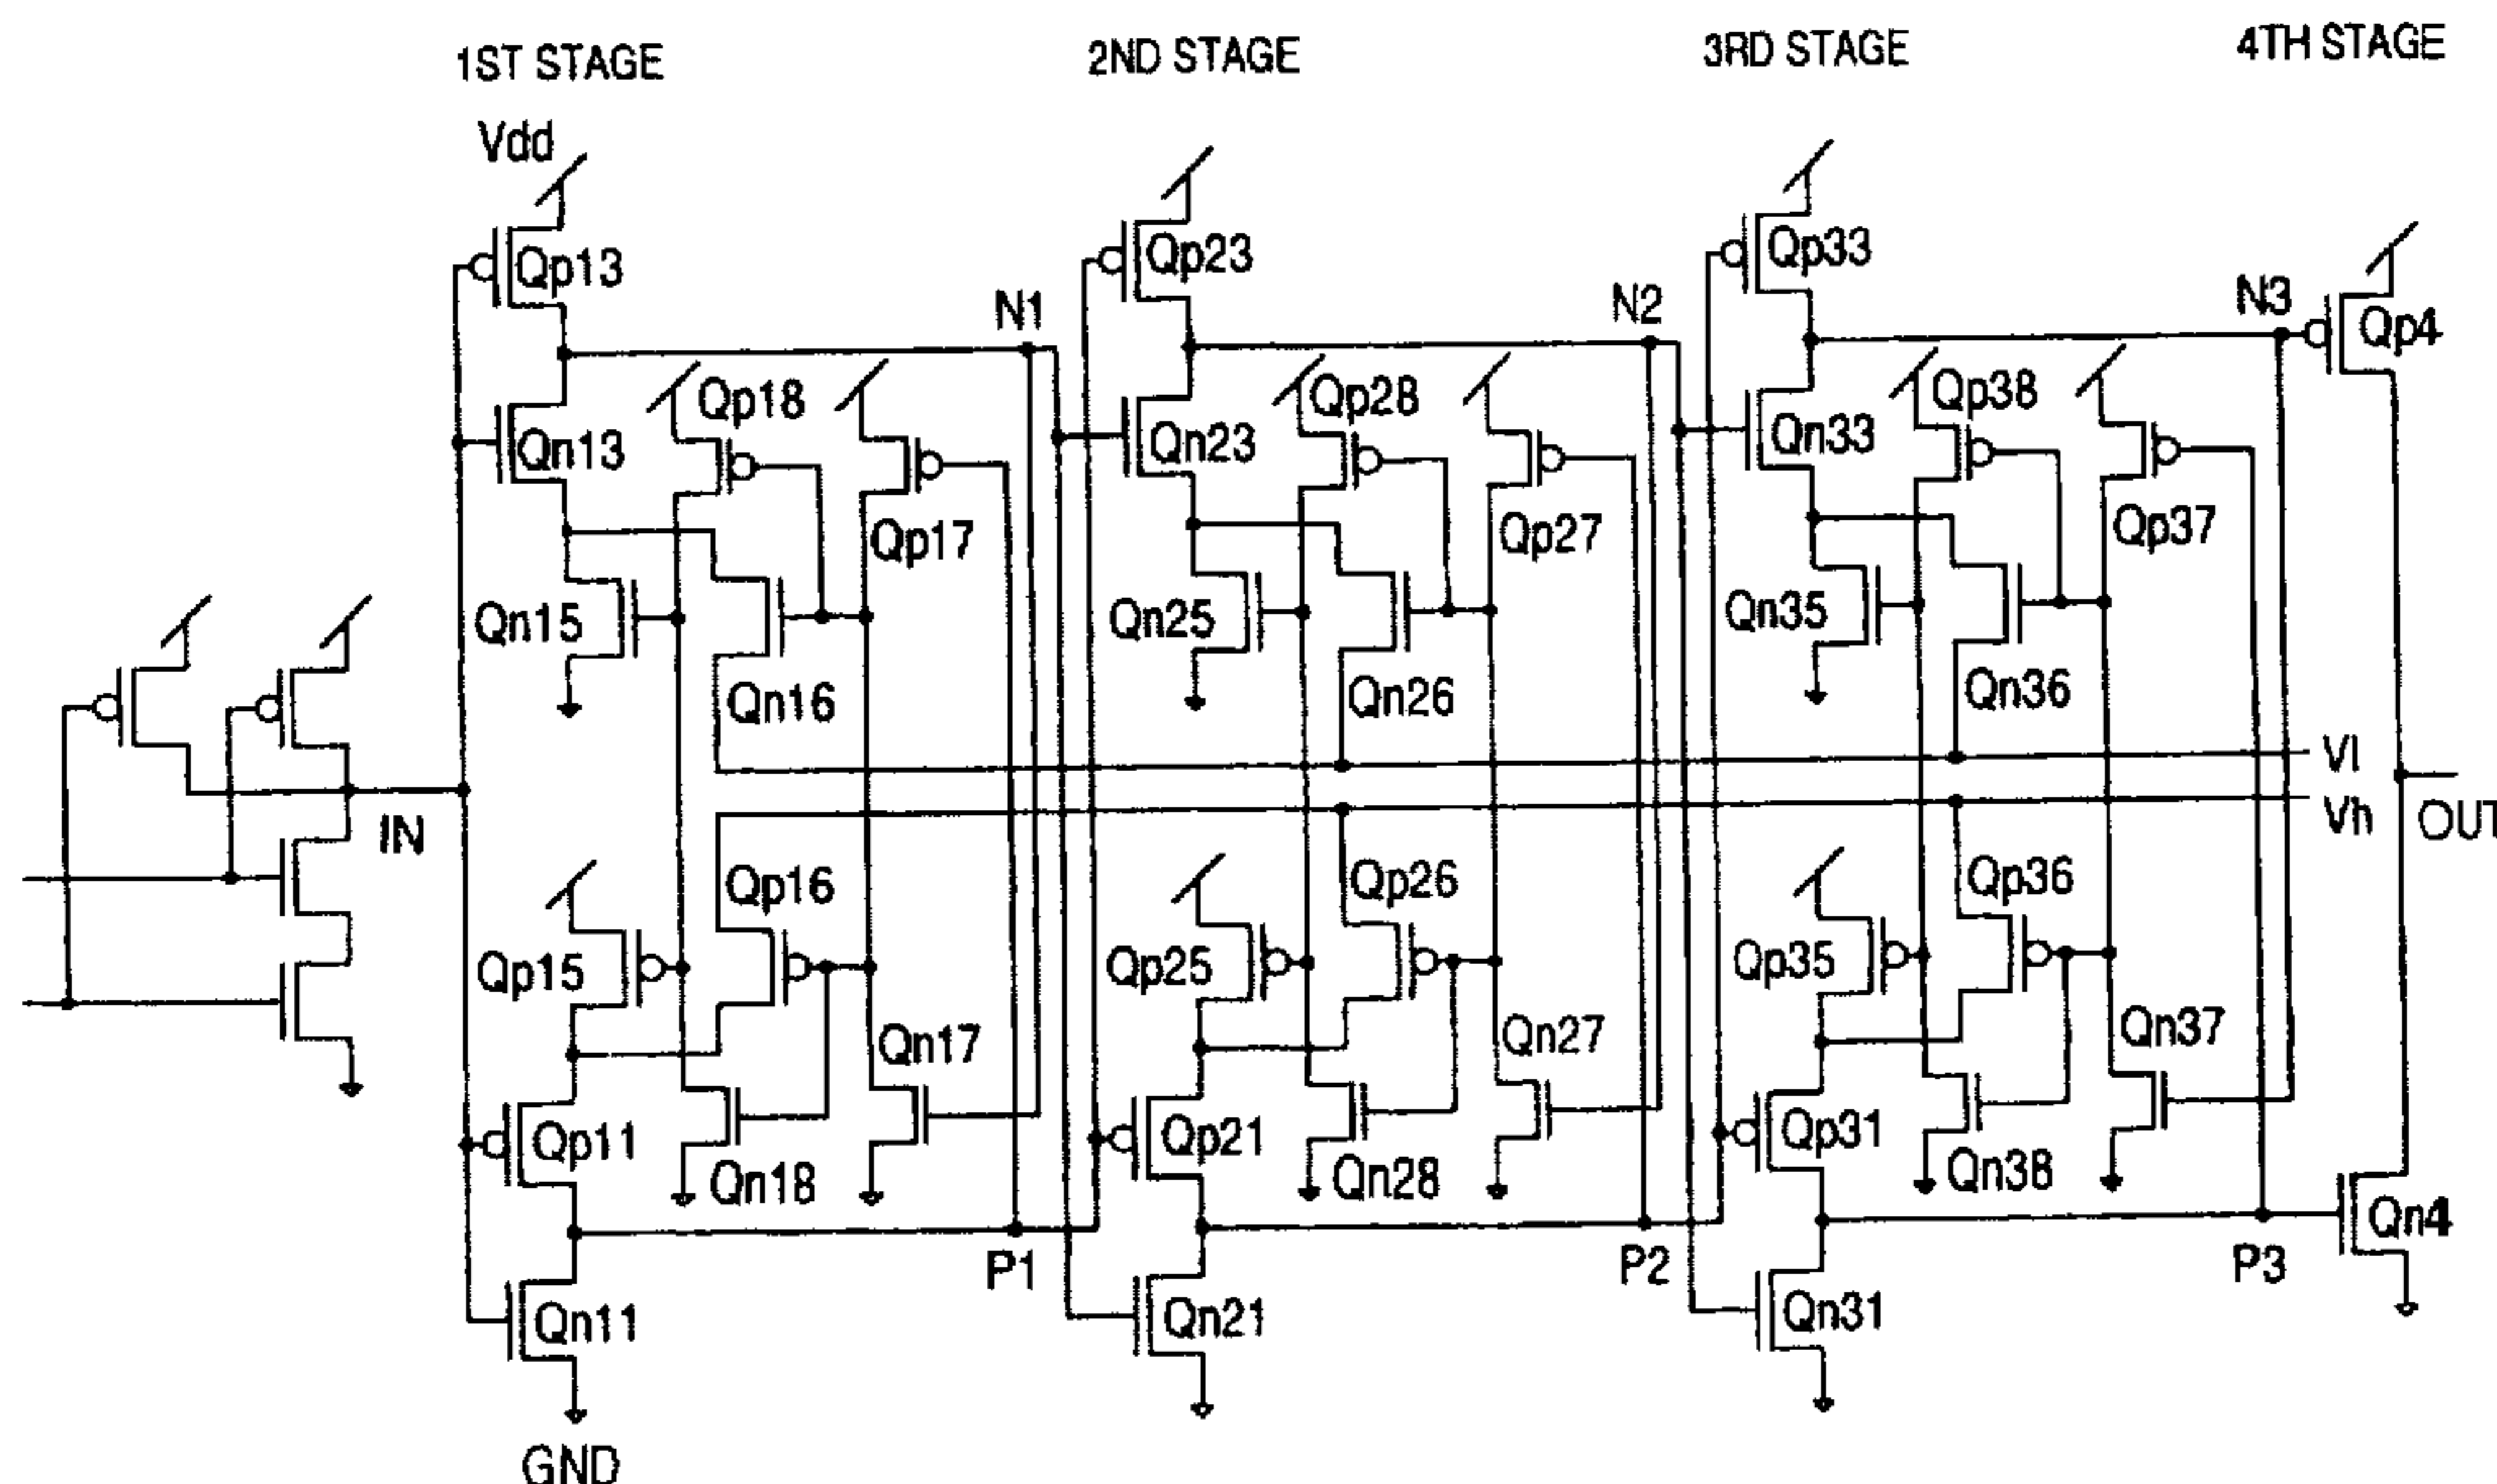 1ST STAGE
2ND STAGE
3RD STAGE
4TH STAGE
Vdd
Qp13
Qp23
Qp33
N1
N2
N3
Qp4
Qn13
Qp18
Qn23
Qp28
Qn33
Qp38
Qp17
Qp27
Qp37
Qn15
Qn25
Qn35
Qn16
Qn26
Qn36
Vl
IN
Vh
OUT
Qp16
Qp26
Qp36
Qp15
Qp25
Qp35
Qn17
Qn27
Qn37
Qp11
Qp21
Qp31
Qn18
Qn28
Qn38
P1
P2
P3
Qn4
Qn11
Qn21
Qn31
GND